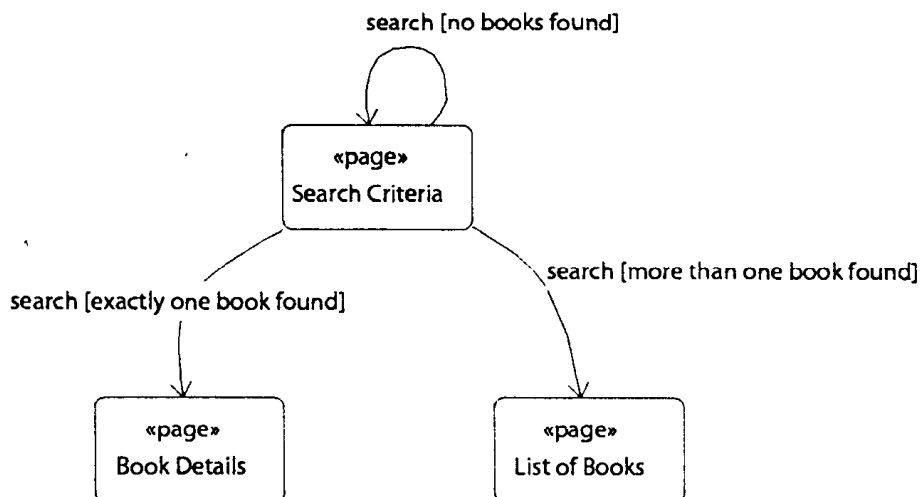 search [no books found]
«page»
Search Criteria
search [more than one book found]
search [exactly one book found]
«page»
Book Details
«page»
List of Books